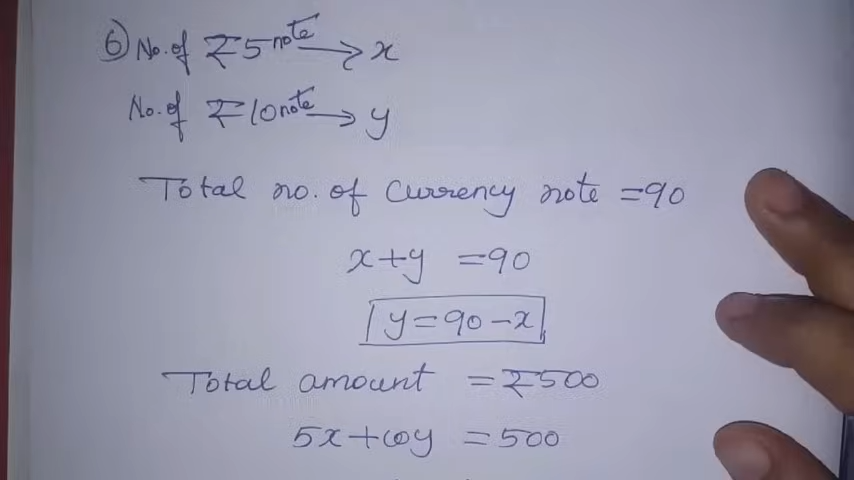 6) No. of ₹5 note → x
No. of ₹10 note → y
Total no. of currency note = 90
x + y = 90
y = 90 - x
Total amount = ₹500
5x + 10y = 500